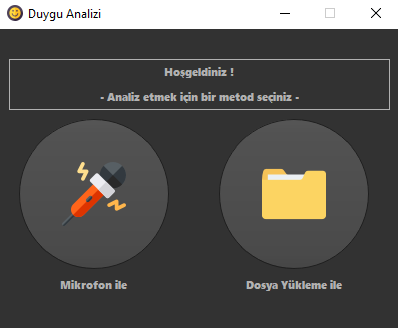 Duygu Analizi
Hoşgeldiniz !
- Analiz etmek için bir metod seçiniz -
Mikrofon ile
Dosya Yükleme ile